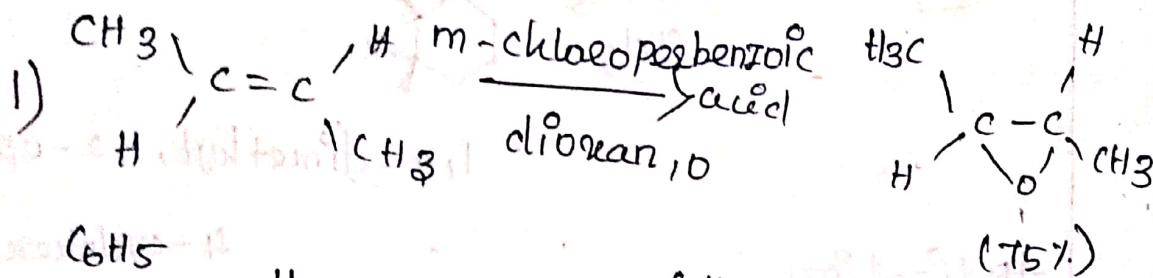 1) CH3 \ C = C / H m-chloroperbenzoic acid H3C H
/ H \ CH3 dioxan, 0 C - C
H O CH3
C6H5 (75%)